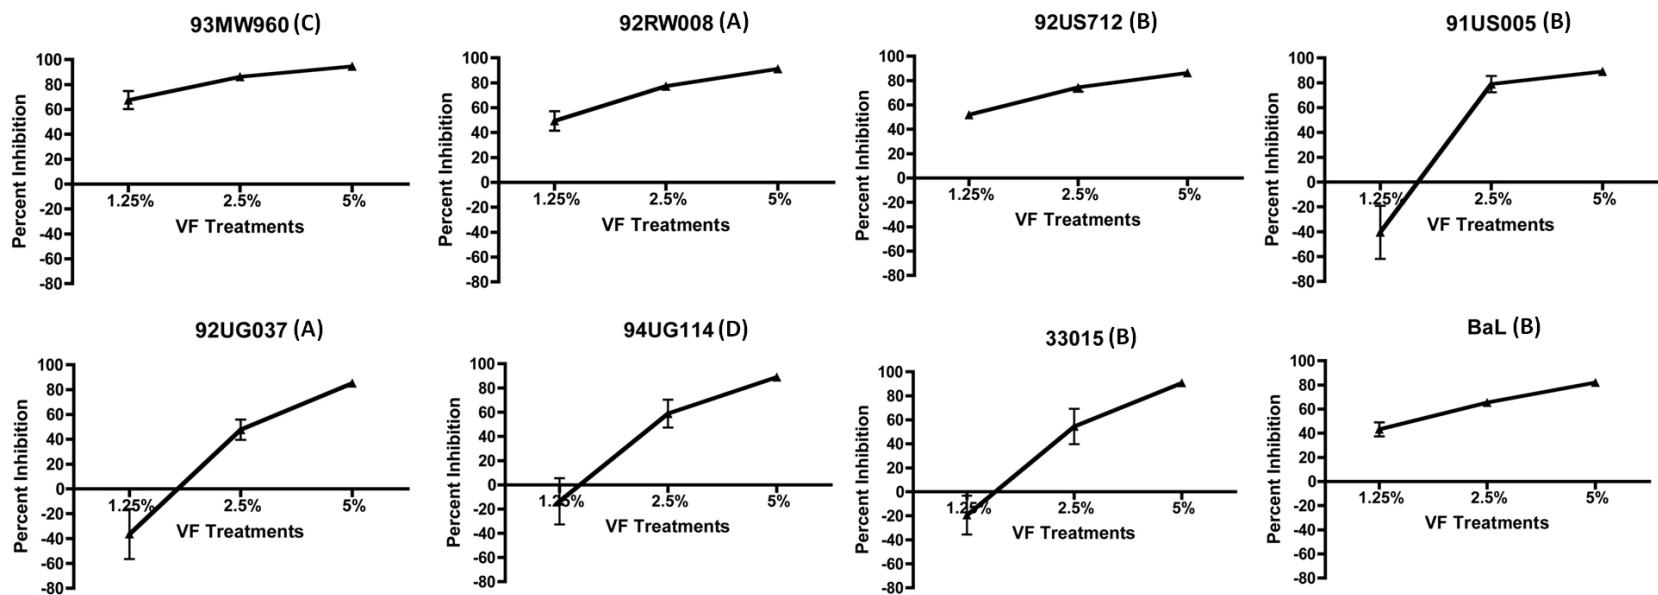 93MW960 (C)
Percent Inhibition
100
80
60
40
20
0
-20
-40
-60
-80
1.25% 2.5% 5%
VF Treatments
92RW008 (A)
Percent Inhibition
100
80
60
40
20
0
-20
-40
-60
-80
1.25% 2.5% 5%
VF Treatments
92US712 (B)
Percent Inhibition
100
80
60
40
20
0
-20
-40
-60
-80
1.25% 2.5% 5%
VF Treatments
91US005 (B)
Percent Inhibition
100
80
60
40
20
0
-20
-40
-60
-80
1.25% 2.5% 5%
VF Treatments
92UG037 (A)
Percent Inhibition
100
80
60
40
20
0
-20
-40
-60
-80
1.25% 2.5% 5%
VF Treatments
94UG114 (D)
Percent Inhibition
100
80
60
40
20
0
-20
-40
-60
-80
1.25% 2.5% 5%
VF Treatments
33015 (B)
Percent Inhibition
100
80
60
40
20
0
-20
-40
-60
-80
1.25% 2.5% 5%
VF Treatments
BaL (B)
Percent Inhibition
100
80
60
40
20
0
-20
-40
-60
-80
1.25% 2.5% 5%
VF Treatments